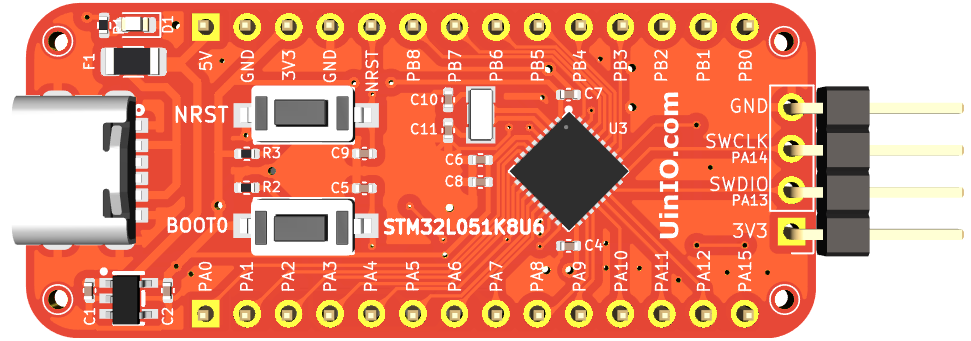 D1
F1
5V
GND
3V3
GND
NRST
PB8
PB7
PB6
PB5
PB4
PB3
PB2
PB1
PB0
NRST
C10
C11
C7
U3
GND
SWCLK
PA14
SWDIO
PA13
3V3
R3
C9
C6
C8
R2
C5
BOOT0
STM32L051K8U6
UinIO.com
C4
C1
C2
PA0
PA1
PA2
PA3
PA4
PA5
PA6
PA7
PA8
PA9
PA10
PA11
PA12
PA15